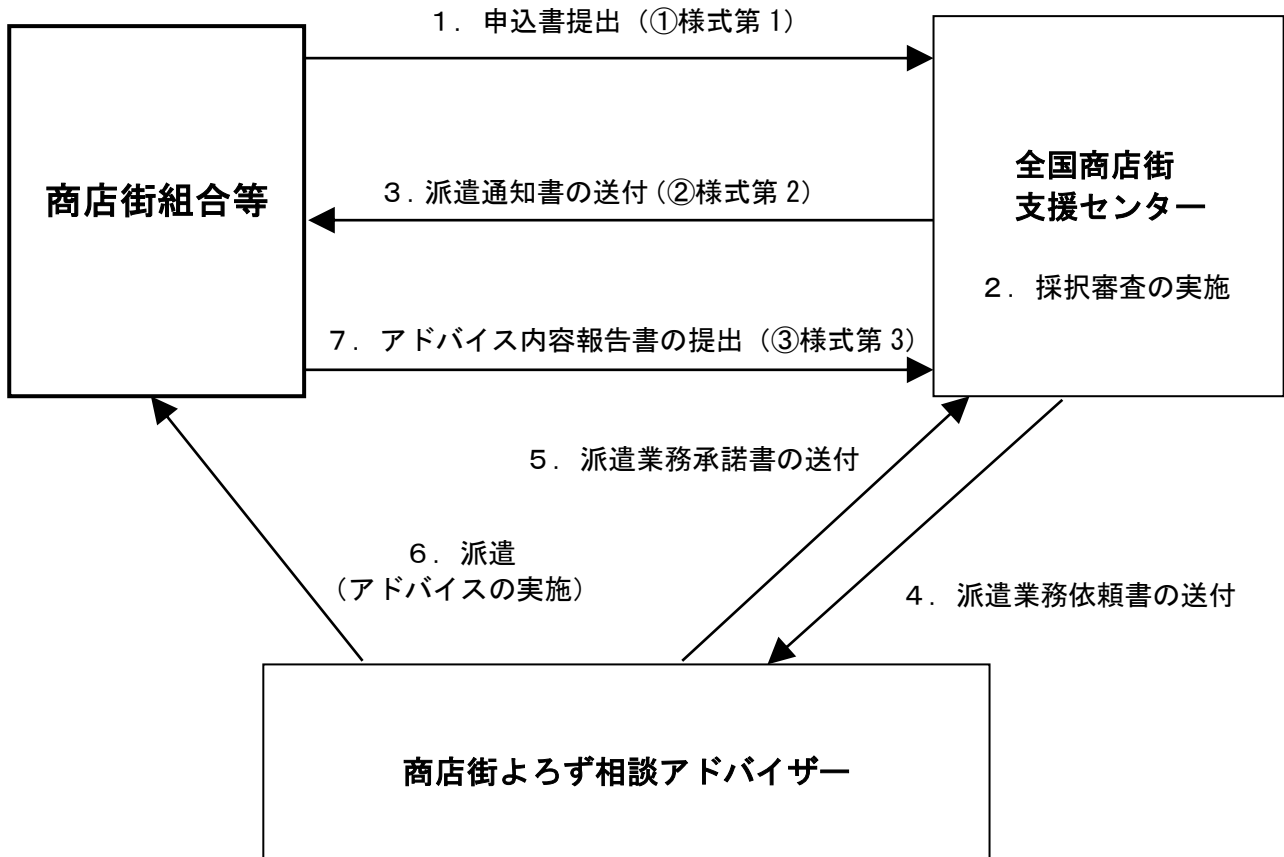 １．申込書提出（①様式第 1）
商店街組合等
全国商店街
支援センター
２．採択審査の実施
３．派遣通知書の送付（②様式第 2）
７．アドバイス内容報告書の提出（③様式第 3）
５．派遣業務承諾書の送付
６．派遣
（アドバイスの実施）
４．派遣業務依頼書の送付
商店街よろず相談アドバイザー